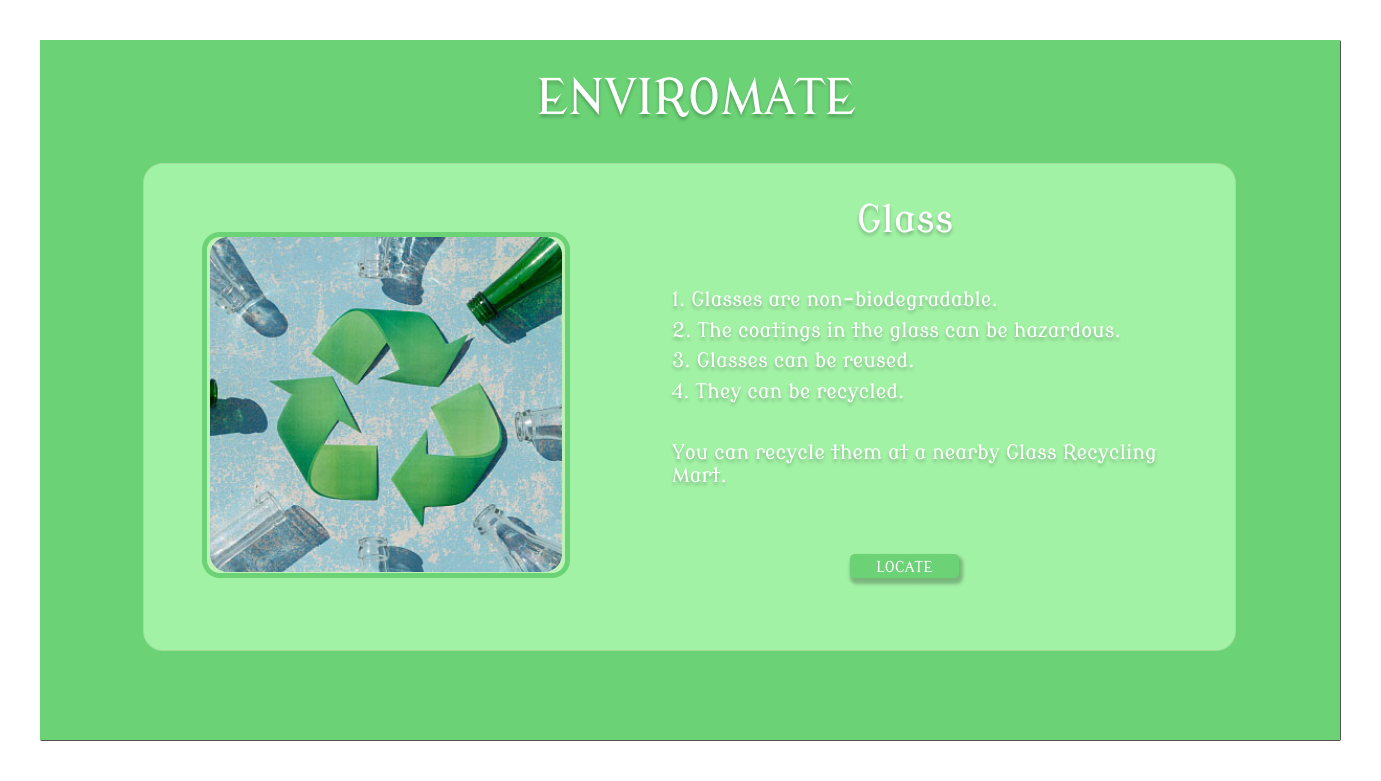 ENVIROMATE
Glass
1. Glasses are non-biodegradable.
2. The coatings in the glass can be hazardous.
3. Glasses can be reused.
4. They can be recycled.
You can recycle them at a nearby Glass Recycling
Mart.
LOCATE